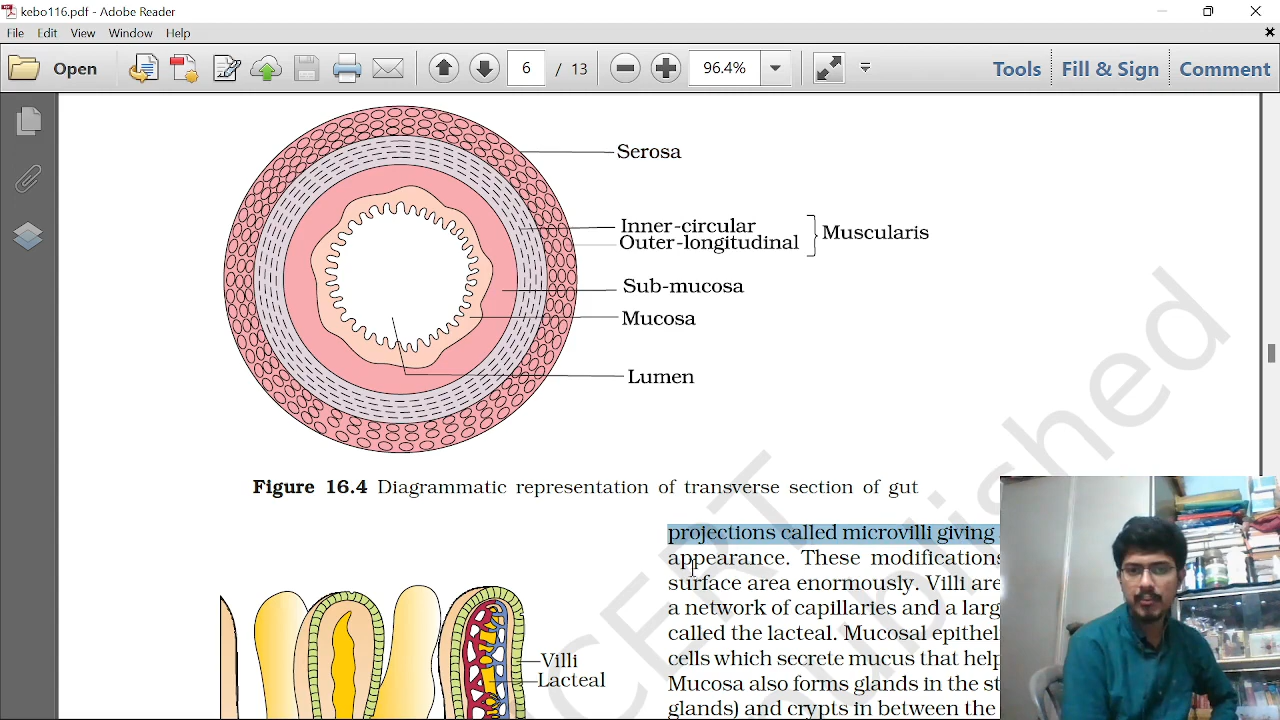 kebo116.pdf - Adobe Reader
File Edit View Window Help
Open 6 / 13 96.4% Tools Fill & Sign Comment
Serosa
Inner-circular
Outer-longitudinal
Muscularis
Sub-mucosa
Mucosa
Lumen
Figure 16.4 Diagrammatic representation of transverse section of gut
projections called microvilli giving
appearance. These modifications
surface area enormously. Villi are
a network of capillaries and a
called the lacteal. Mucosal
cells which secrete mucus that
Mucosa also forms glands in the
glands) and crypts in between the
Villi
Lacteal
NCERT
published